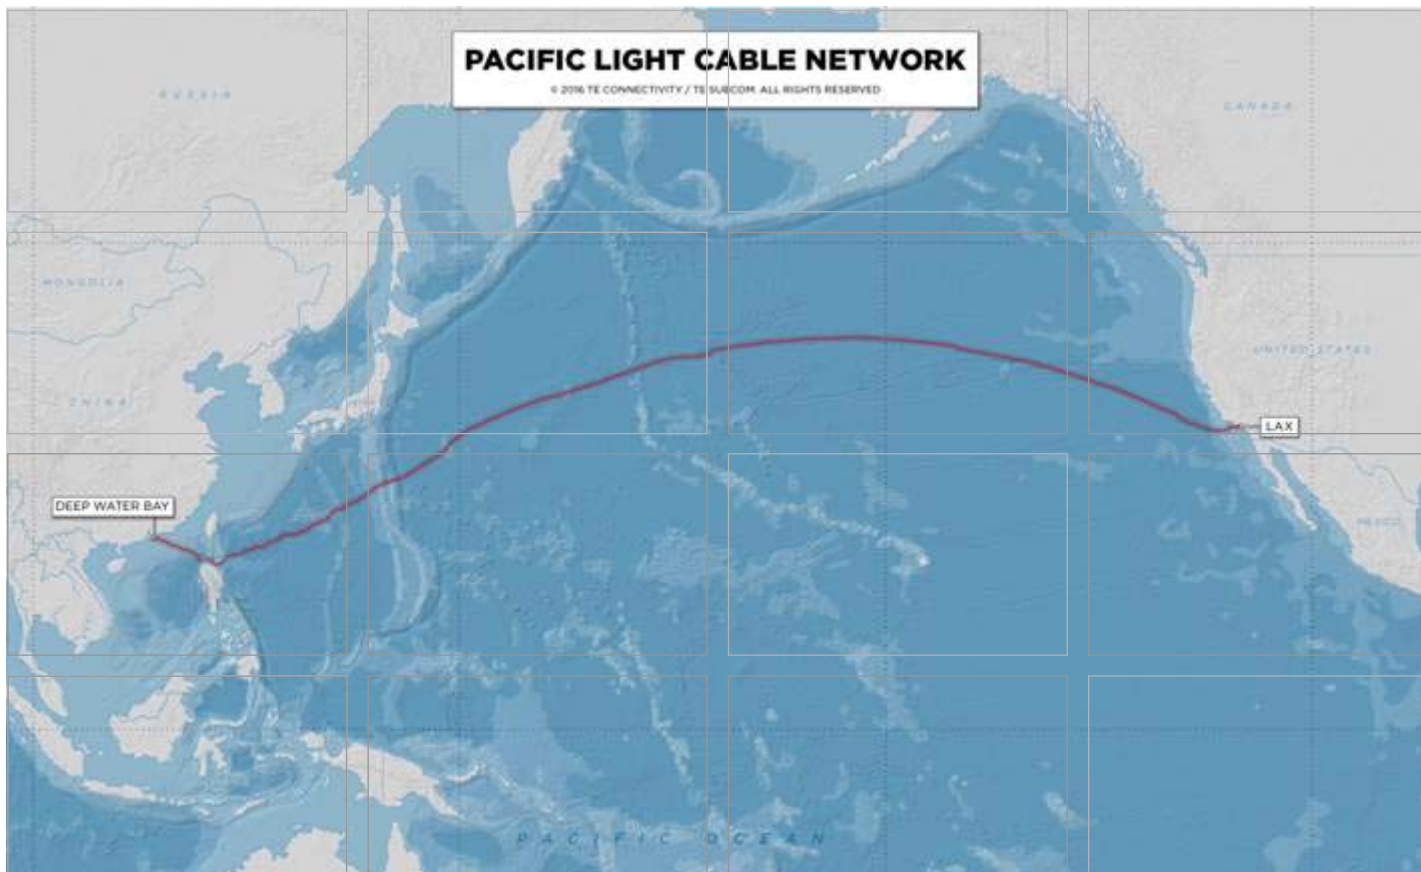 PACIFIC LIGHT CABLE NETWORK
© 2016 TE CONNECTIVITY / TE SUBCOM. ALL RIGHTS RESERVED
RUSSIA
CANADA
MONGOLIA
UNITED STATES
CHINA
LAX
DEEP WATER BAY
MEXICO
PACIFIC OCEAN